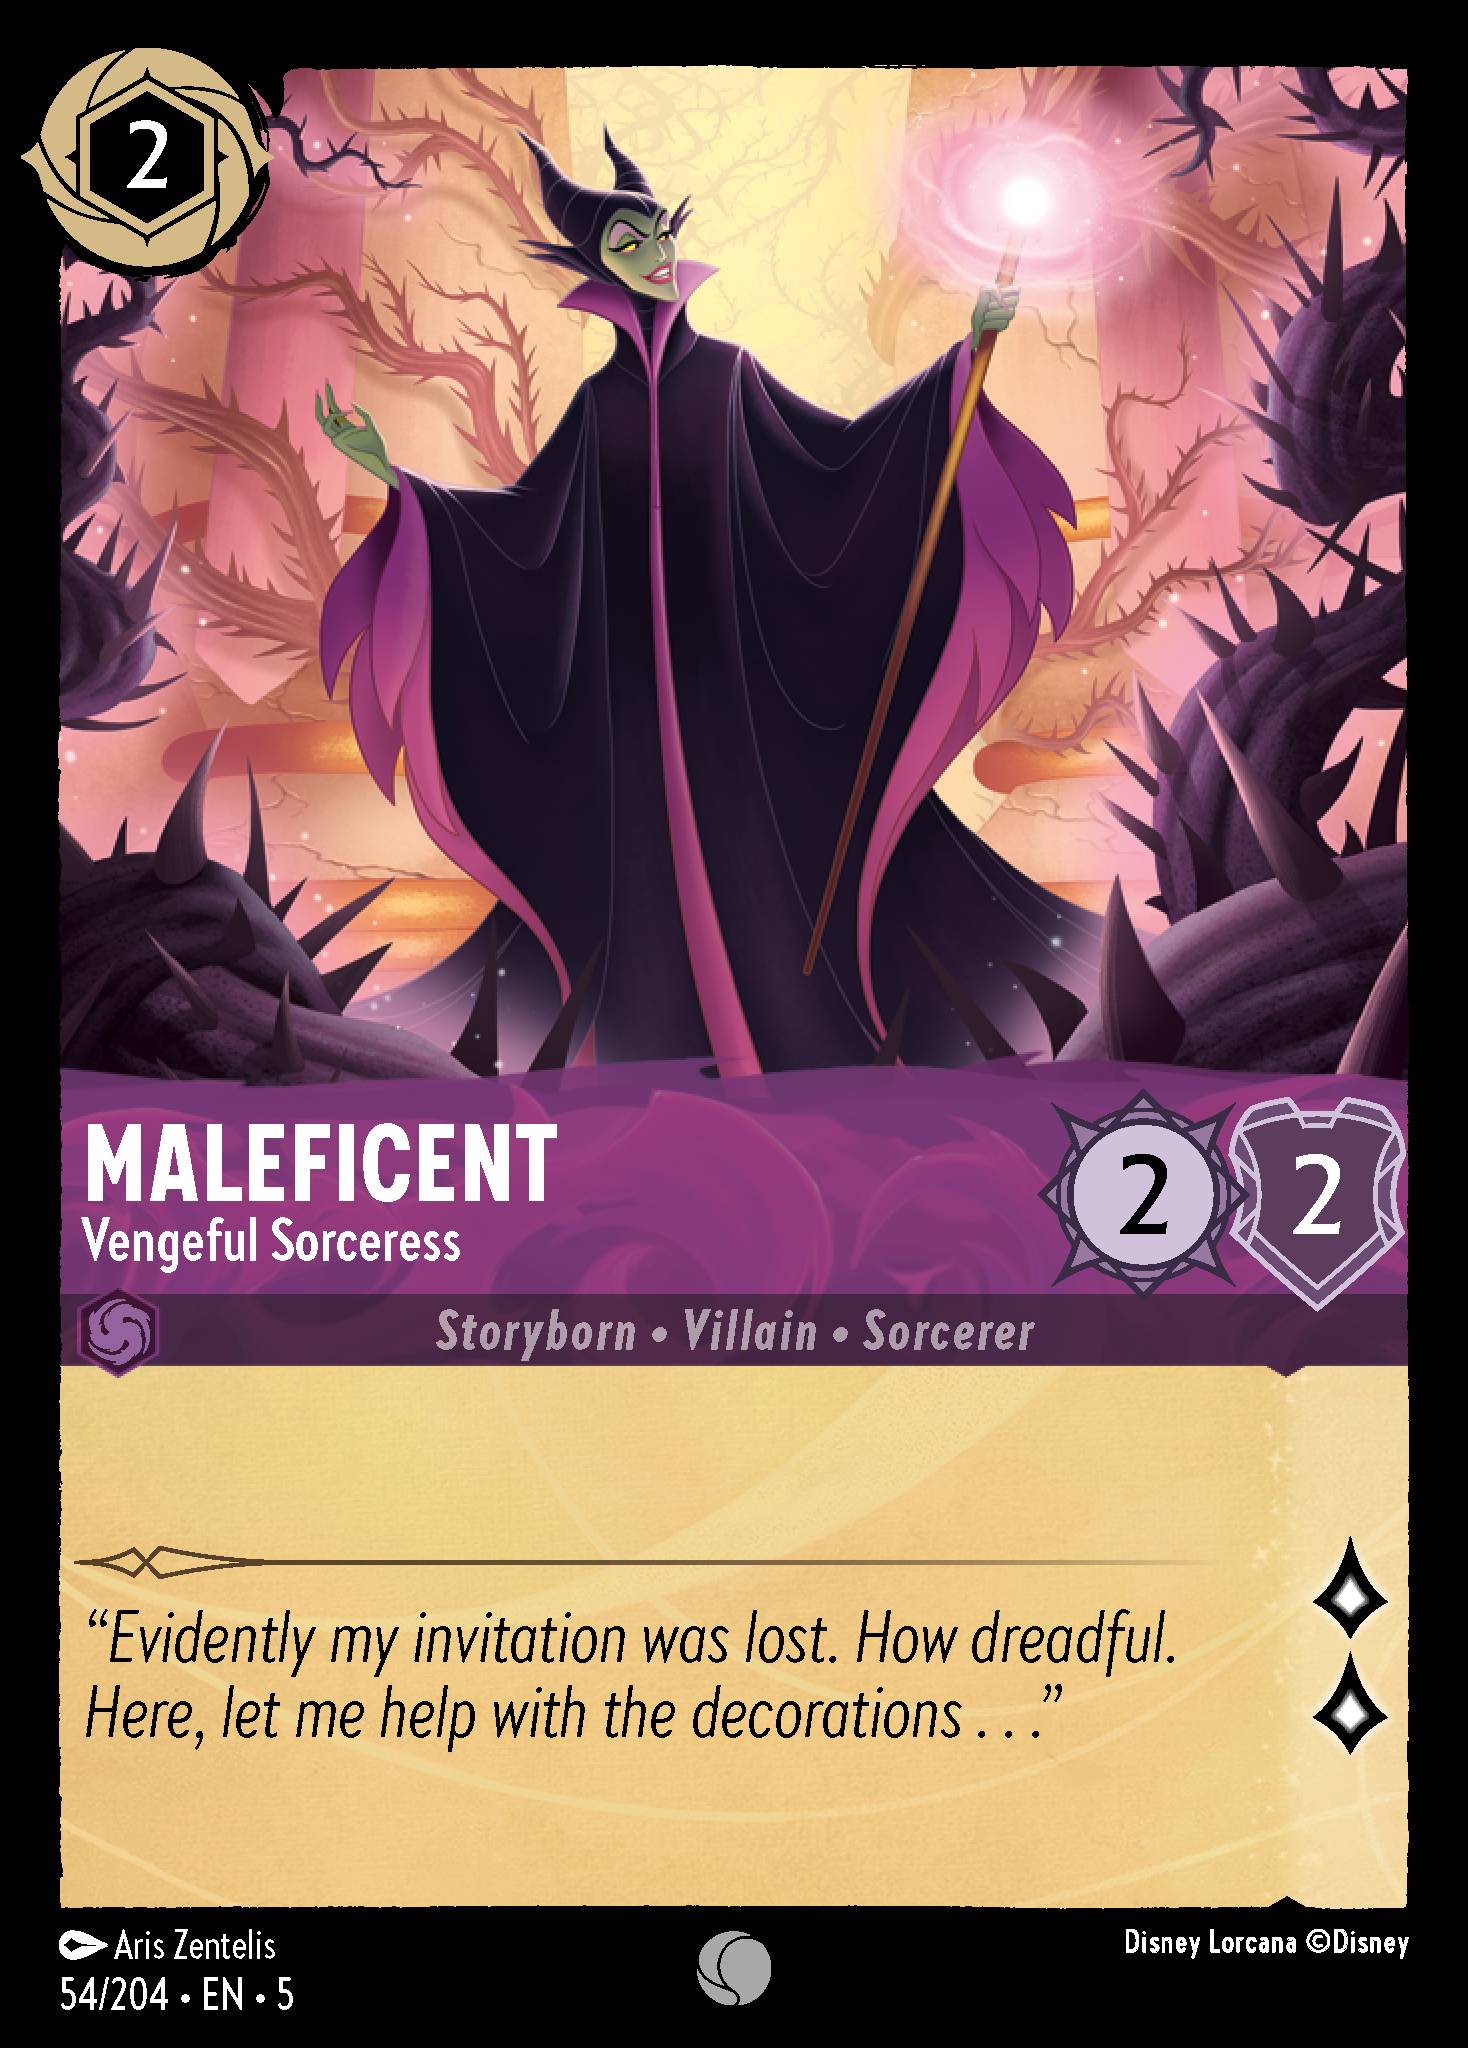 2
MALEFICENT
Vengeful Sorceress
2 2
Storyborn • Villain • Sorcerer
“Evidently my invitation was lost. How dreadful.
Here, let me help with the decorations . . .”
Aris Zentelis
54/204 • EN • 5
Disney Lorcana ©Disney